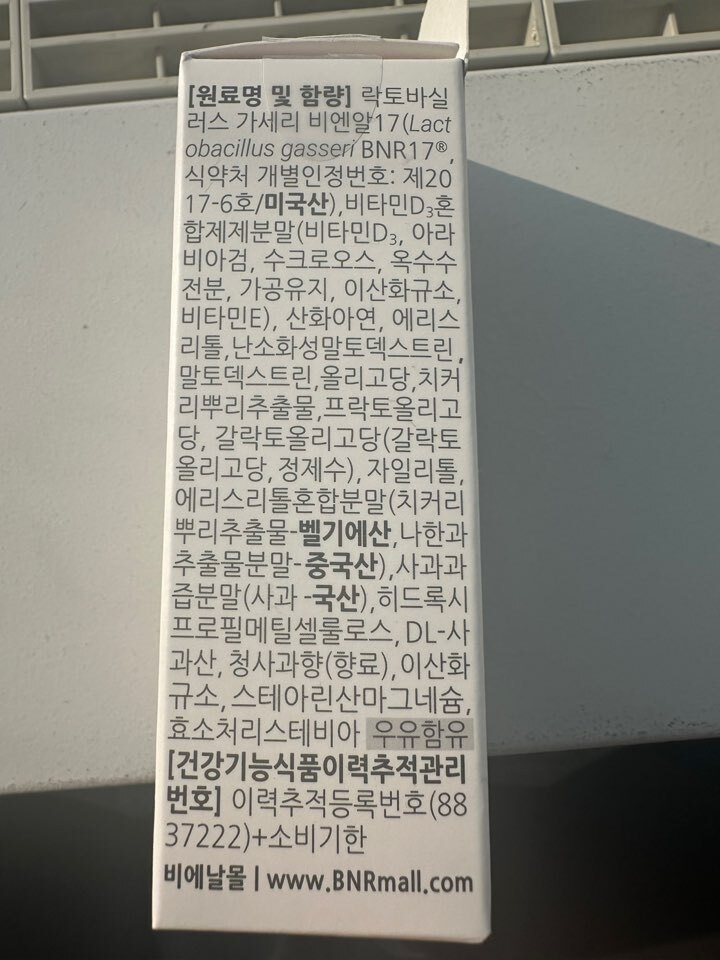 [원료명 및 함량] 락토바실
러스 가세리 비엔알17(Lact
obacillus gasseri BNR17®,
식약처 개별인정번호: 제20
17-6호/미국산),비타민D₃혼
합제제분말(비타민D₃, 아라
비아검, 수크로오스, 옥수수
전분, 가공유지, 이산화규소,
비타민E), 산화아연, 에리스
리톨,난소화성말토덱스트린,
말토덱스트린,올리고당,치커
리뿌리추출물,프락토올리고
당, 갈락토올리고당(갈락토
올리고당,정제수), 자일리톨,
에리스리톨혼합분말(치커리
뿌리추출물-벨기에산,나한과
추출물분말-중국산),사과과
즙분말(사과-국산),히드록시
프로필메틸셀룰로스,DL-사
과산, 청사과향(향료),이산화
규소, 스테아린산마그네슘,
효소처리스테비아 우유함유
[건강기능식품이력추적관리
번호] 이력추적등록번호(88
37222)+소비기한
비에날몰 | www.BNRmall.com